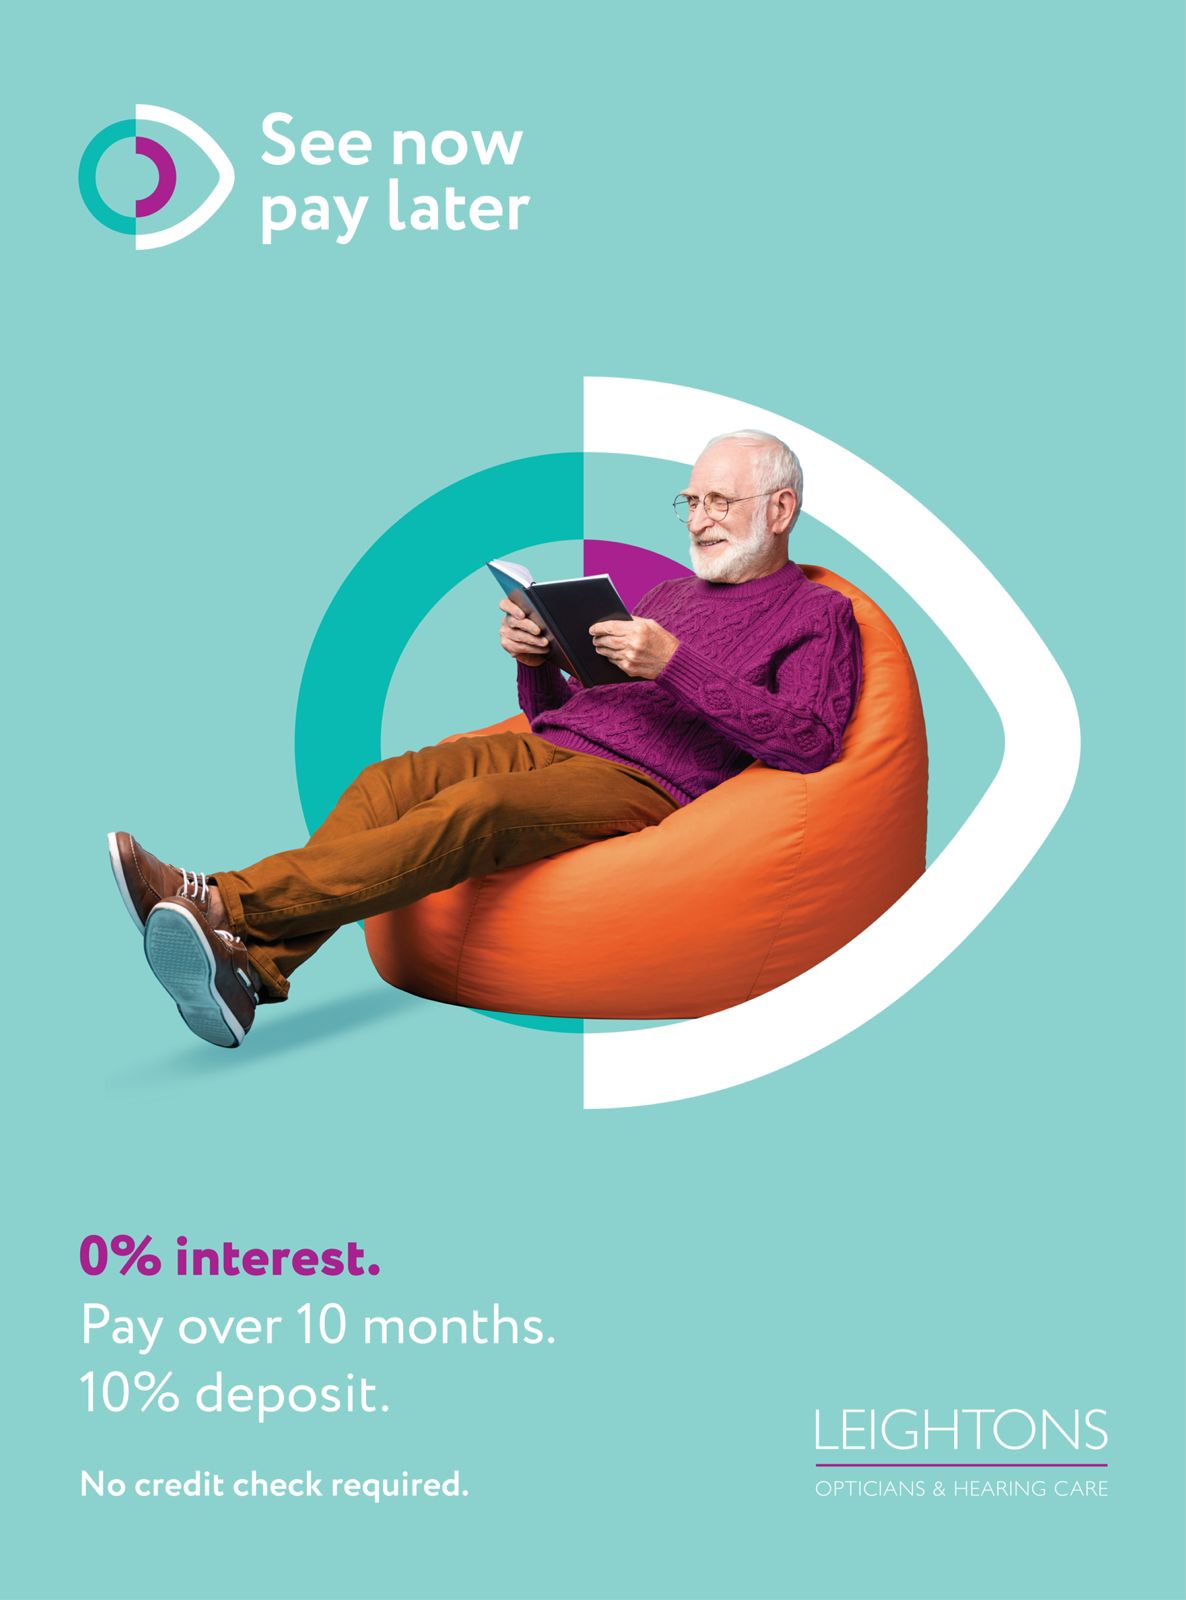 See now
pay later
0% interest.
Pay over 10 months.
10% deposit.
No credit check required.
LEIGHTONS
OPTICIANS & HEARING CARE